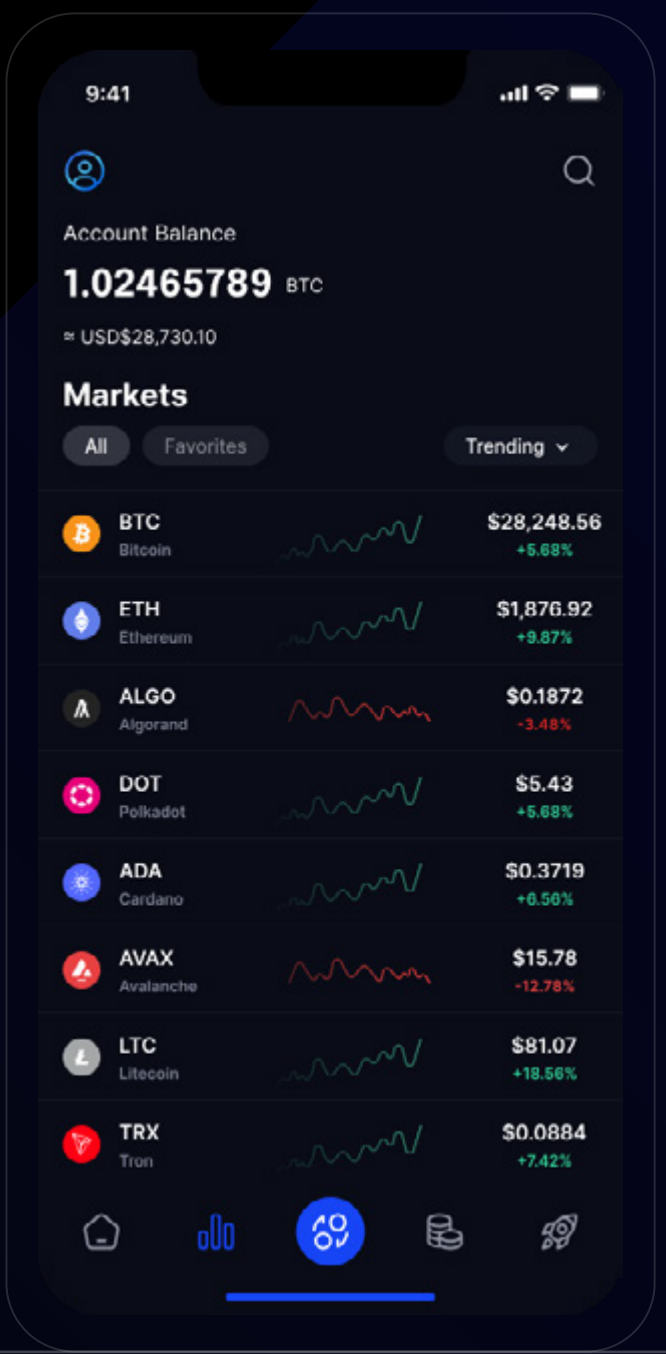 9:41
Account Balance
1.02465789 BTC
≈ USD$28,730.10
Markets
All Favorites Trending
BTC $28,248.56
Bitcoin +5.68%
ETH $1,876.92
Ethereum +9.87%
ALGO $0.1872
Algorand -3.48%
DOT $5.43
Polkadot +5.68%
ADA $0.3719
Cardano +6.56%
AVAX $15.78
Avalanche -12.78%
LTC $81.07
Litecoin +18.56%
TRX $0.0884
Tron +7.42%